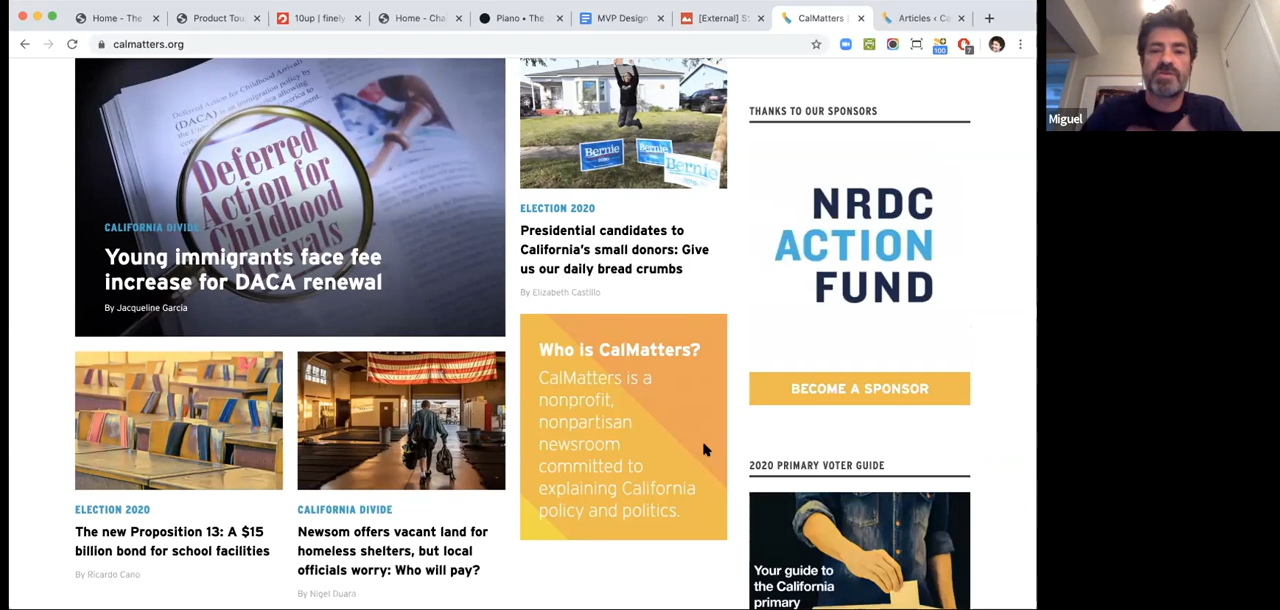 Home - The
Product Tou
10up | finely
Home - Cha
Piano • The
MVP Design
[External] S
CalMatters |
Articles ‹ Ca
calmatters.org
100
7
Deferred
Action for
Childhood
Arrivals
CALIFORNIA DIVIDE
Young immigrants face fee
increase for DACA renewal
By Jacqueline García
Bernie
Bernie
Bernie
ELECTION 2020
Presidential candidates to
California's small donors: Give
us our daily bread crumbs
By Elizabeth Castillo
ELECTION 2020
The new Proposition 13: A $15
billion bond for school facilities
By Ricardo Cano
CALIFORNIA DIVIDE
Newsom offers vacant land for
homeless shelters, but local
officials worry: Who will pay?
By Nigel Duara
Who is CalMatters?
CalMatters is a
nonprofit,
nonpartisan
newsroom
committed to
explaining California
policy and politics.
THANKS TO OUR SPONSORS
NRDC
ACTION
FUND
BECOME A SPONSOR
2020 PRIMARY VOTER GUIDE
Your guide to
the California
primary
Miguel